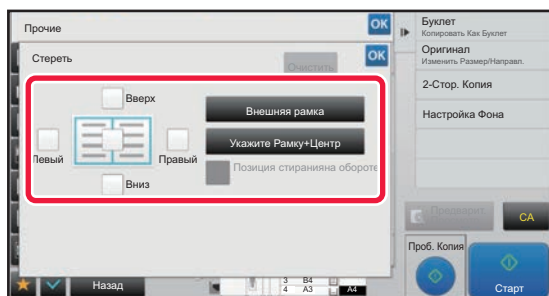 Прочие
OK
Стереть
OK
Очистить
Вверх
Левый
Правый
Вниз
Внешняя рамка
Укажите Рамку+Центр
Позиция стиранияна обороте
Назад
3 B4
4 A3
A4
Буклет
Копировать Как Буклет
Оригинал
Изменить Размер/Направл.
2-Стор. Копия
Настройка Фона
CA
Проб. Копия
Старт